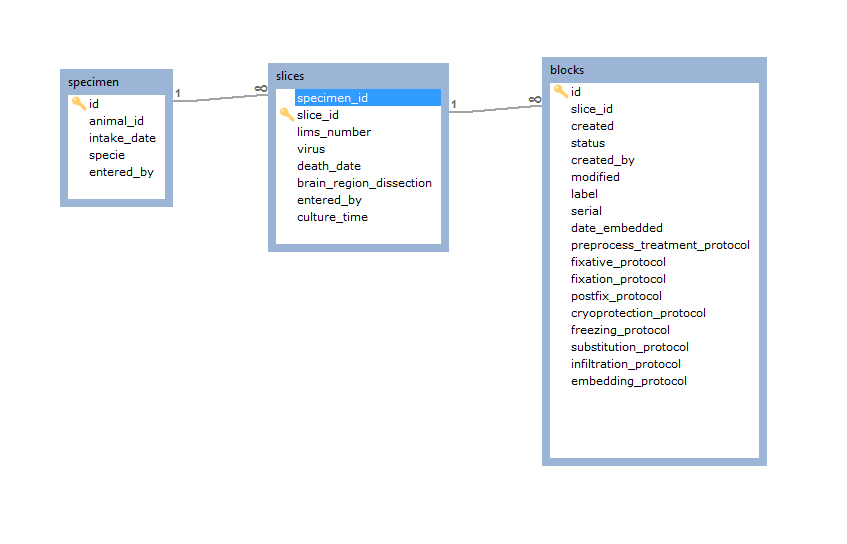 specimen
id
animal_id
intake_date
specie
entered_by
1
∞
slices
specimen_id
slice_id
lims_number
virus
death_date
brain_region_dissection
entered_by
culture_time
1
∞
blocks
id
slice_id
created
status
created_by
modified
label
serial
date_embedded
preprocess_treatment_protocol
fixative_protocol
fixation_protocol
postfix_protocol
cryoprotection_protocol
freezing_protocol
substitution_protocol
infiltration_protocol
embedding_protocol